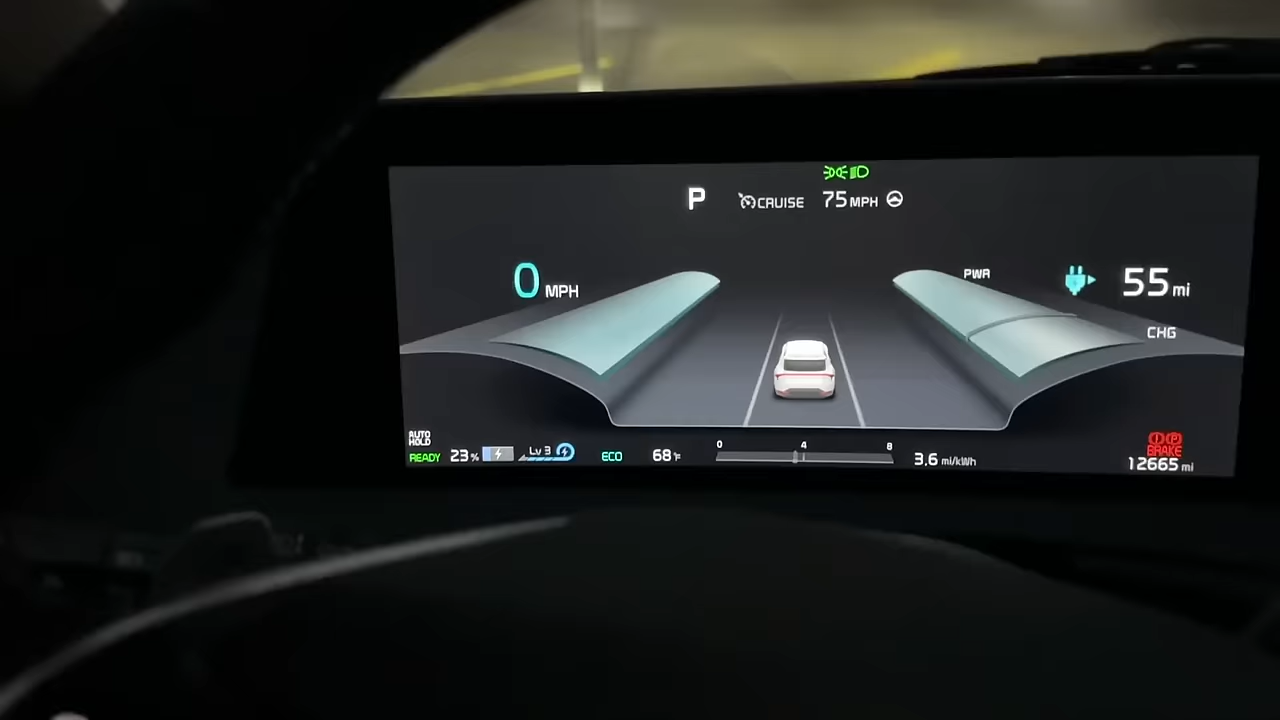 P CRUISE 75 MPH
0 MPH
PWR
55 mi
CHG
AUTO
HOLD
READY 23% Lv 3 ECO 68°F
0 4 8
3.6 mi/kWh
P
BRAKE
12665 mi